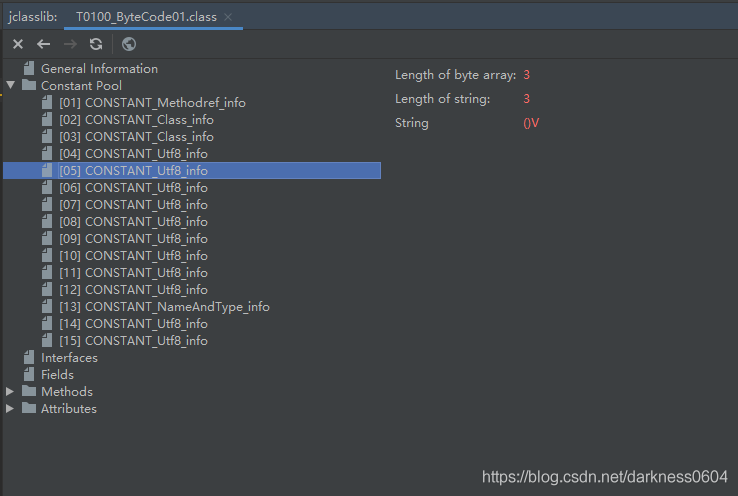 jclasslib: T0100_ByteCode01.class
General Information
Constant Pool
[01] CONSTANT_Methodref_info
[02] CONSTANT_Class_info
[03] CONSTANT_Class_info
[04] CONSTANT_Utf8_info
[05] CONSTANT_Utf8_info
[06] CONSTANT_Utf8_info
[07] CONSTANT_Utf8_info
[08] CONSTANT_Utf8_info
[09] CONSTANT_Utf8_info
[10] CONSTANT_Utf8_info
[11] CONSTANT_Utf8_info
[12] CONSTANT_Utf8_info
[13] CONSTANT_NameAndType_info
[14] CONSTANT_Utf8_info
[15] CONSTANT_Utf8_info
Interfaces
Fields
Methods
Attributes
Length of byte array: 3
Length of string: 3
String ()V
https://blog.csdn.net/darkness0604